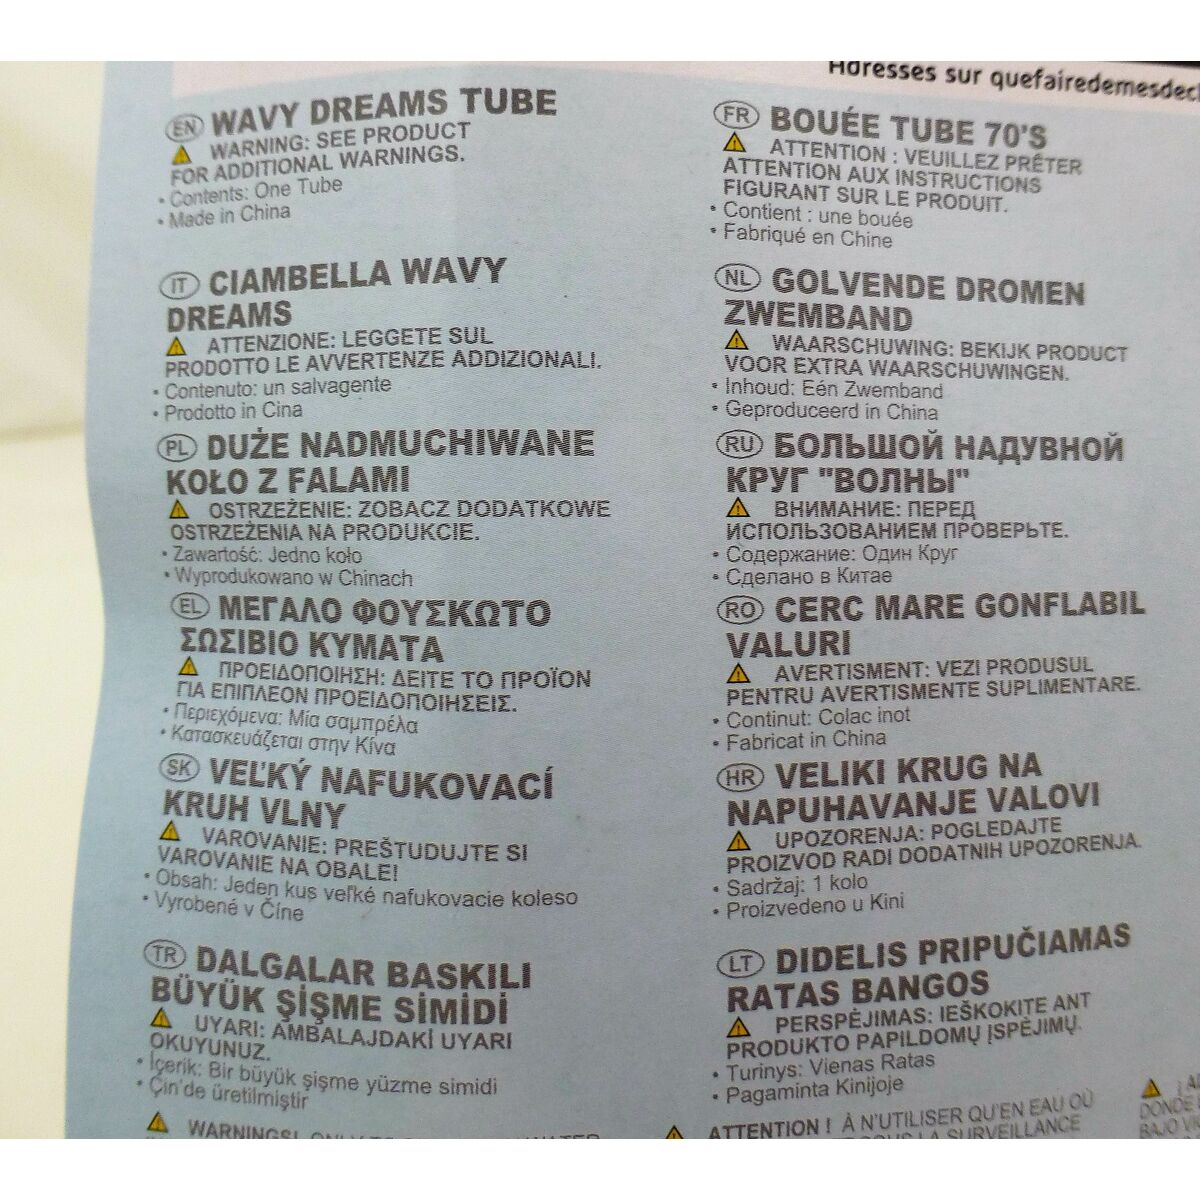 Adresses sur quefairedemesdec
EN WAVY DREAMS TUBE
WARNING: SEE PRODUCT
FOR ADDITIONAL WARNINGS.
• Contents: One Tube
• Made in China
FR BOUÉE TUBE 70'S
ATTENTION : VEUILLEZ PRÊTER
ATTENTION AUX INSTRUCTIONS
FIGURANT SUR LE PRODUIT.
• Contient : une bouée
• Fabriqué en Chine
IT CIAMBELLA WAVY
DREAMS
ATTENZIONE: LEGGETE SUL
PRODOTTO LE AVVERTENZE ADDIZIONALI.
• Contenuto: un salvagente
• Prodotto in Cina
NL GOLVENDE DROMEN
ZWEMBAND
WAARSCHUWING: BEKIJK PRODUCT
VOOR EXTRA WAARSCHUWINGEN.
• Inhoud: Eén Zwemband
• Geproduceerd in China
PL DUŻE NADMUCHIWANE
KOŁO Z FALAMI
OSTRZEŻENIE: ZOBACZ DODATKOWE
OSTRZEŻENIA NA PRODUKCIE.
• Zawartość: Jedno koło
• Wyprodukowano w Chinach
RU БОЛЬШОЙ НАДУВНОЙ
КРУГ "ВОЛНЫ"
ВНИМАНИЕ: ПЕРЕД
ИСПОЛЬЗОВАНИЕМ ПРОВЕРЬТЕ.
• Содержание: Один Круг
• Сделано в Китае
EL ΜΕΓΑΛΟ ΦΟΥΣΚΩΤΟ
ΣΩΣΙΒΙΟ ΚΥΜΑΤΑ
ΠΡΟΕΙΔΟΠΟΙΗΣΗ: ΔΕΙΤΕ ΤΟ ΠΡΟΪΟΝ
ΓΙΑ ΕΠΙΠΛΕΟΝ ΠΡΟΕΙΔΟΠΟΙΗΣΕΙΣ.
• Περιεχόμενα: Μία σαμπρέλα
• Κατασκευάζεται στην Κίνα
RO CERC MARE GONFLABIL
VALURI
AVERTISMENT: VEZI PRODUSUL
PENTRU AVERTISMENTE SUPLIMENTARE.
• Continut: Colac inot
• Fabricat in China
SK VEĽKÝ NAFUKOVACÍ
KRUH VLNY
VAROVANIE: PREŠTUDUJTE SI
VAROVANIE NA OBALE!
• Obsah: Jeden kus veľké nafukovacie koleso
• Vyrobené v Číne
HR VELIKI KRUG NA
NAPUHAVANJE VALOVI
UPOZORENJA: POGLEDAJTE
PROIZVOD RADI DODATNIH UPOZORENJA.
• Sadržaj: 1 kolo
• Proizvedeno u Kini
TR DALGALAR BASKILI
BÜYÜK ŞİŞME SİMİDİ
UYARI: AMBALAJDAKİ UYARI
OKUYUNUZ.
• İçerik: Bir büyük şişme yüzme simidi
• Çin'de üretilmiştir
LT DIDELIS PRIPUČIAMAS
RATAS BANGOS
PERSPĖJIMAS: IEŠKOKITE ANT
PRODUKTO PAPILDOMŲ ĮSPĖJIMŲ.
• Turinys: Vienas Ratas
• Pagaminta Kinijoje
WARNINGS! ONLY TO
ATTENTION ! À N'UTILISER QU'EN EAU OÙ
LA SURVEILLANCE
DONDE
BAJO